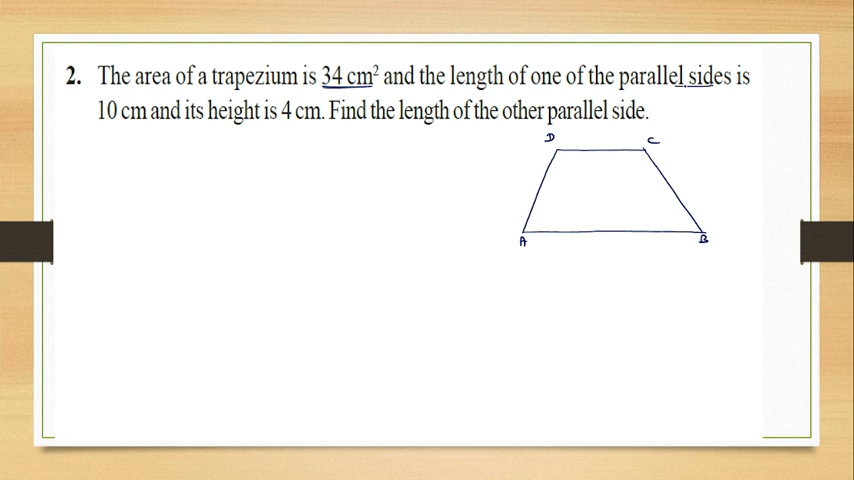 2. The area of a trapezium is 34 cm² and the length of one of the parallel sides is
10 cm and its height is 4 cm. Find the length of the other parallel side.
D C
A B